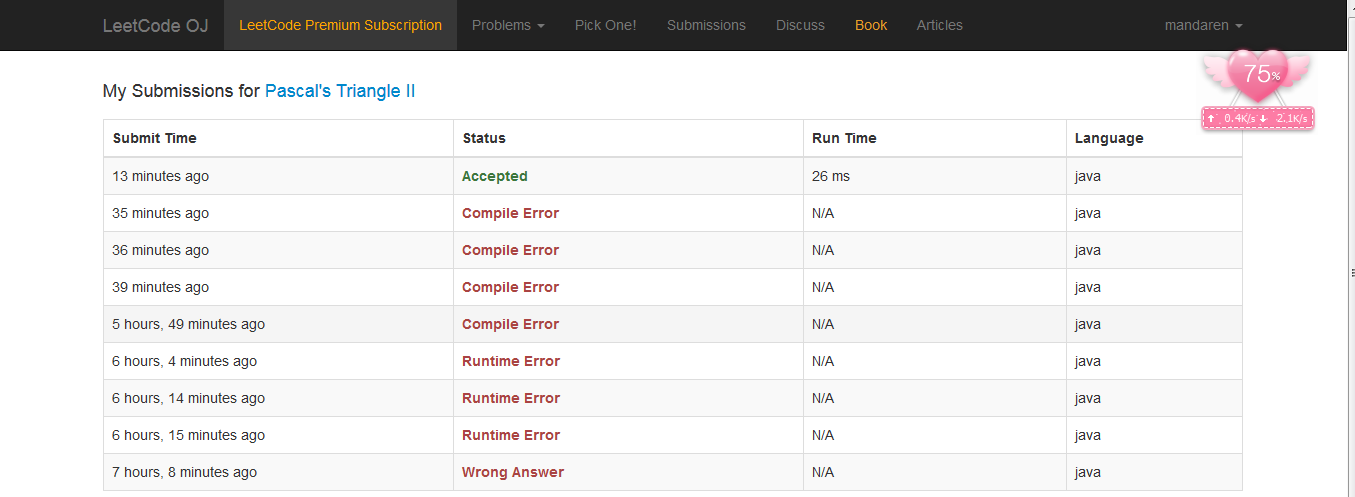 LeetCode OJ LeetCode Premium Subscription Problems Pick One! Submissions Discuss Book Articles mandaren
75%
My Submissions for Pascal's Triangle II
0.4K/s 2.1K/s
Submit Time Status Run Time Language
13 minutes ago Accepted 26 ms java
35 minutes ago Compile Error N/A java
36 minutes ago Compile Error N/A java
39 minutes ago Compile Error N/A java
5 hours, 49 minutes ago Compile Error N/A java
6 hours, 4 minutes ago Runtime Error N/A java
6 hours, 14 minutes ago Runtime Error N/A java
6 hours, 15 minutes ago Runtime Error N/A java
7 hours, 8 minutes ago Wrong Answer N/A java